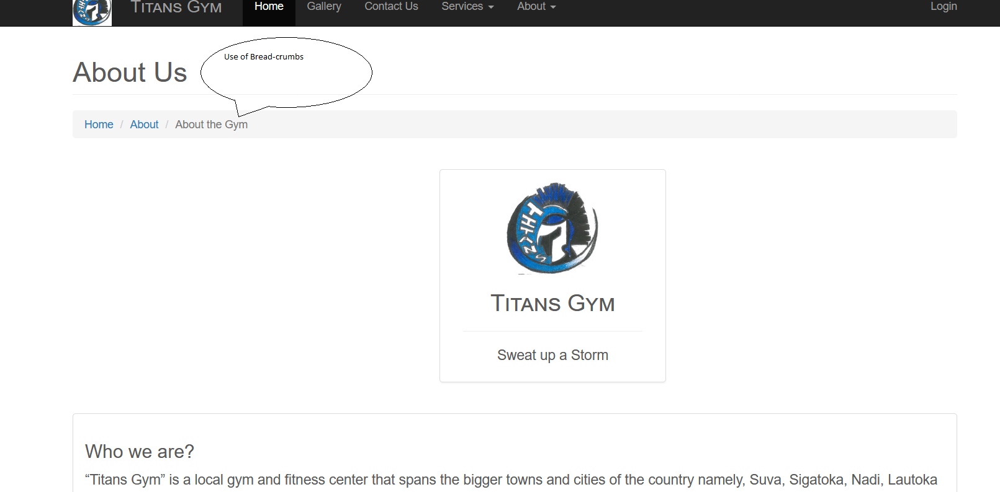 Titans Gym Home Gallery Contact Us Services About Login
About Us
Use of Bread-crumbs
Home / About / About the Gym
Titans Gym
Sweat up a Storm
Who we are?
“Titans Gym” is a local gym and fitness center that spans the bigger towns and cities of the country namely, Suva, Sigatoka, Nadi, Lautoka